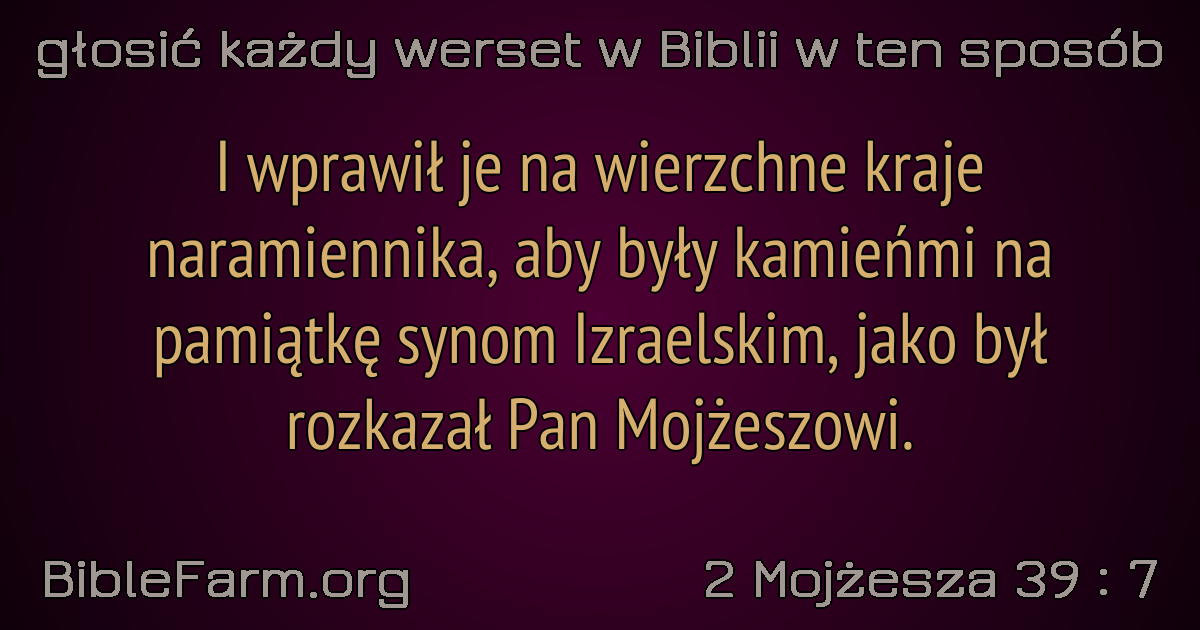 głosić każdy werset w Biblii w ten sposób
I wprawił je na wierzchne kraje
naramiennika, aby były kamieńmi na
pamiątkę synom Izraelskim, jako był
rozkazał Pan Mojżeszowi.
BibleFarm.org
2 Mojżesza 39 : 7